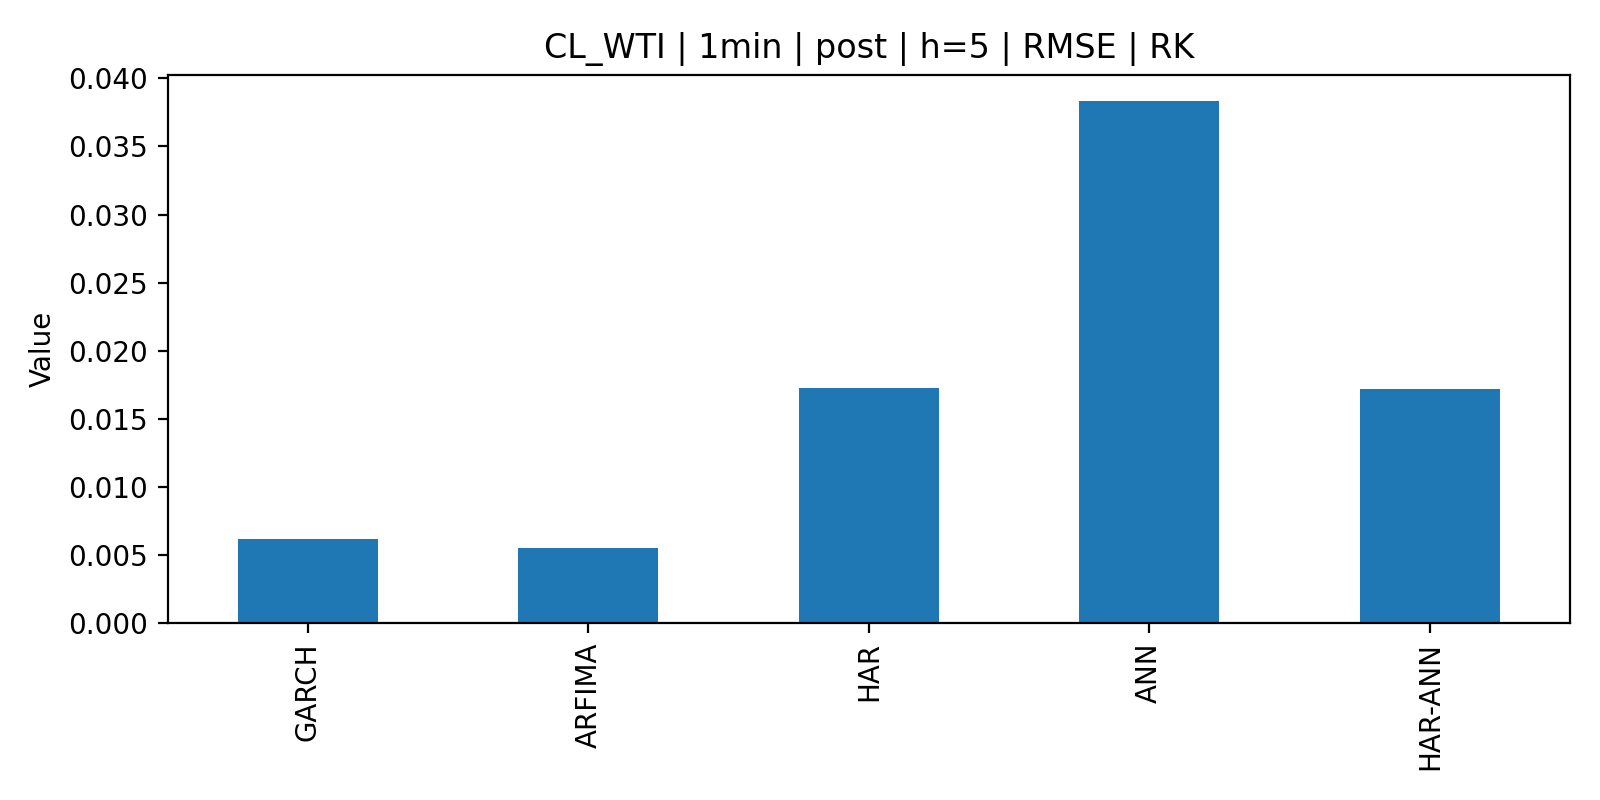 CL_WTI | 1min | post | h=5 | RMSE | RK
Value
0.040
0.035
0.030
0.025
0.020
0.015
0.010
0.005
0.000
GARCH
ARFIMA
HAR
ANN
HAR-ANN